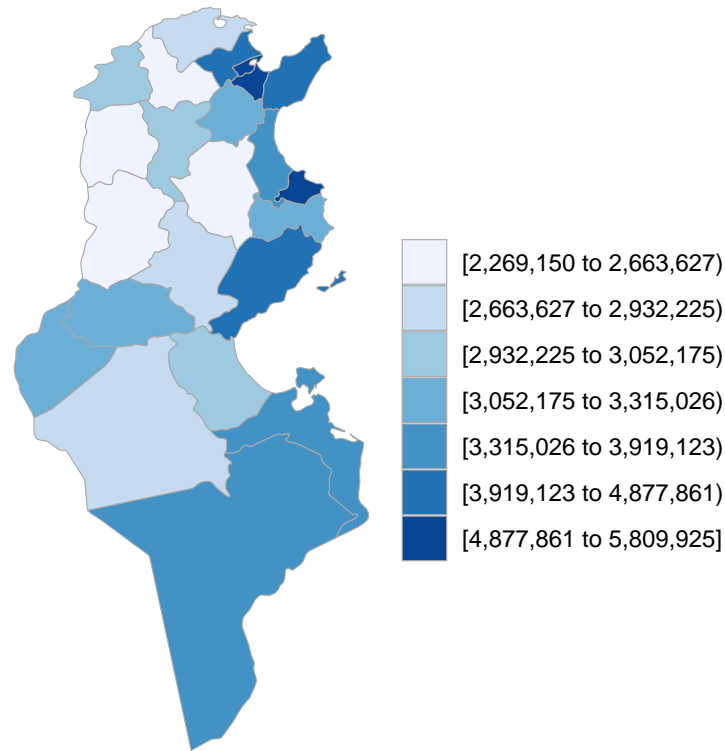 [2,269,150 to 2,663,627)
[2,663,627 to 2,932,225)
[2,932,225 to 3,052,175)
[3,052,175 to 3,315,026)
[3,315,026 to 3,919,123)
[3,919,123 to 4,877,861)
[4,877,861 to 5,809,925]